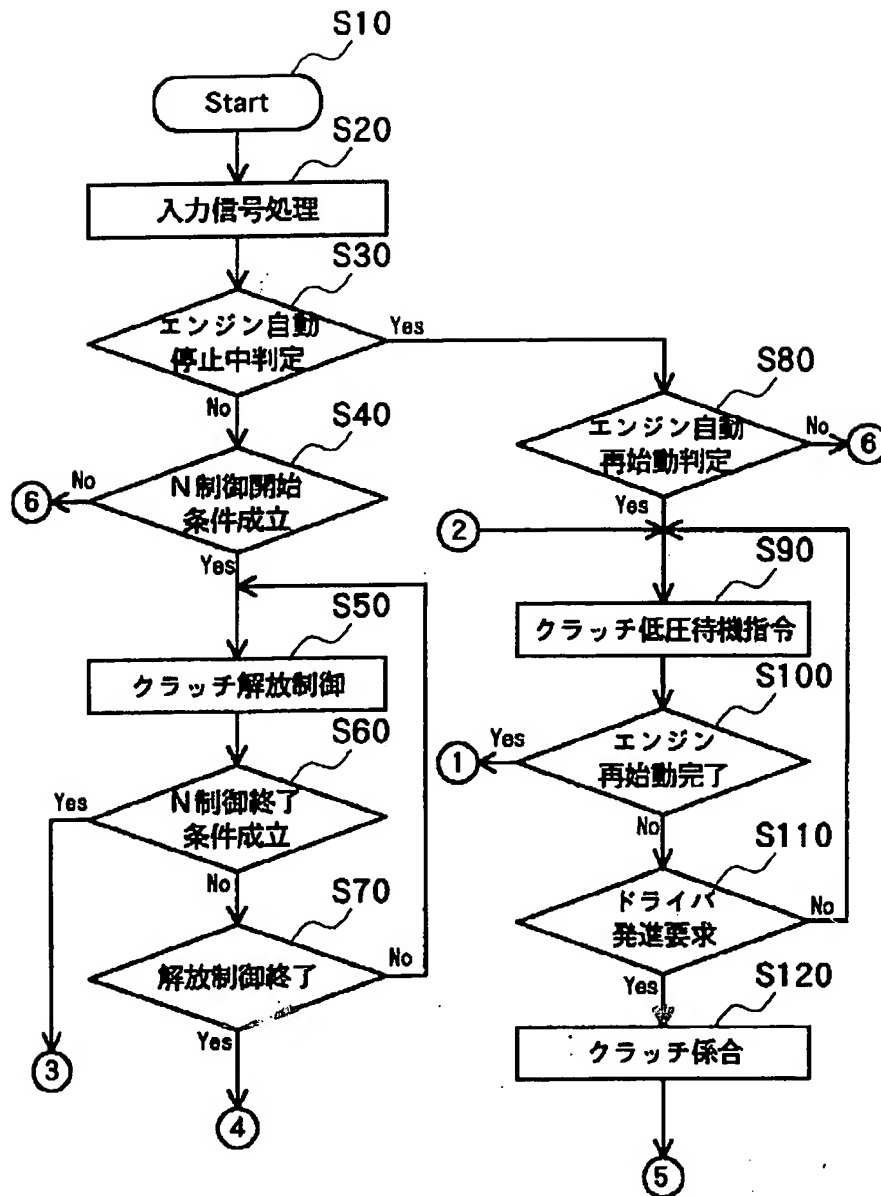 S10
Start
S20
入力信号処理
S30
エンジン自動
停止中判定
Yes
No
S40
N制御開始
条件成立
No
⑥
Yes
S50
クラッチ解放制御
S60
N制御終了
条件成立
Yes
No
S70
解放制御終了
No
Yes
③
④
S80
エンジン自動
再始動判定
No
⑥
Yes
②
S90
クラッチ低圧待機指令
S100
エンジン
再始動完了
Yes
①
No
S110
ドライバ
発進要求
No
Yes
S120
クラッチ係合
⑤